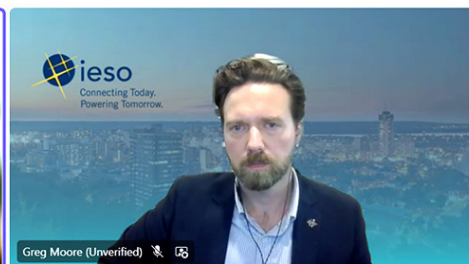 ieso
Connecting Today.
Powering Tomorrow.
Greg Moore (Unverified)